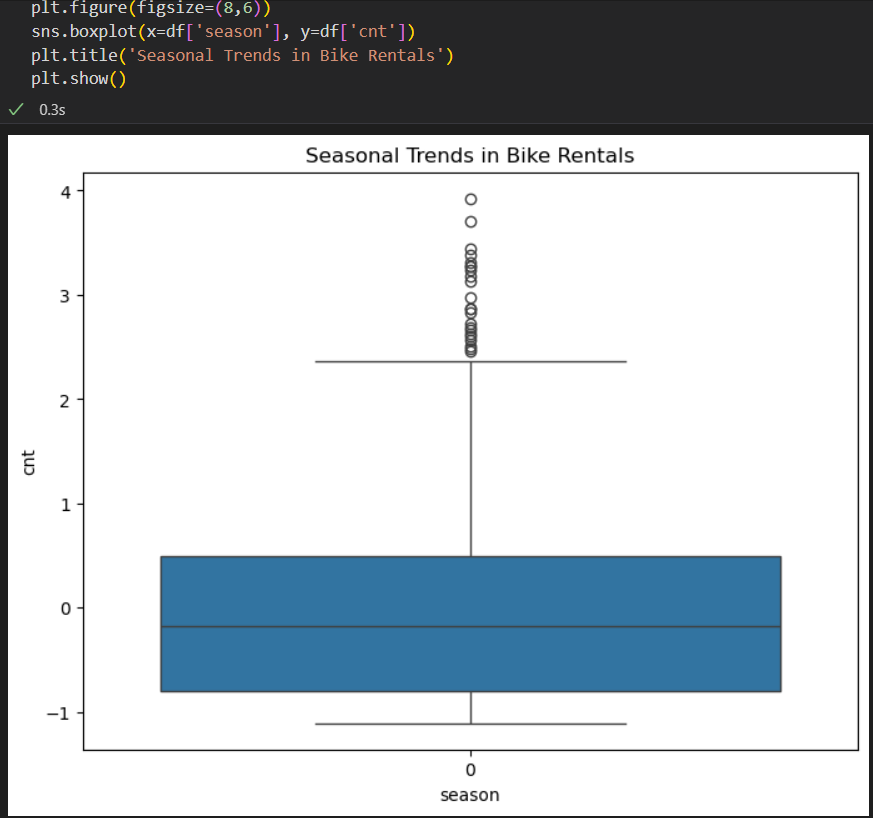 plt.figure(figsize=(8,6))
sns.boxplot(x=df['season'], y=df['cnt'])
plt.title('Seasonal Trends in Bike Rentals')
plt.show()
0.3s
Seasonal Trends in Bike Rentals
4
3
2
1
0
−1
cnt
0
season